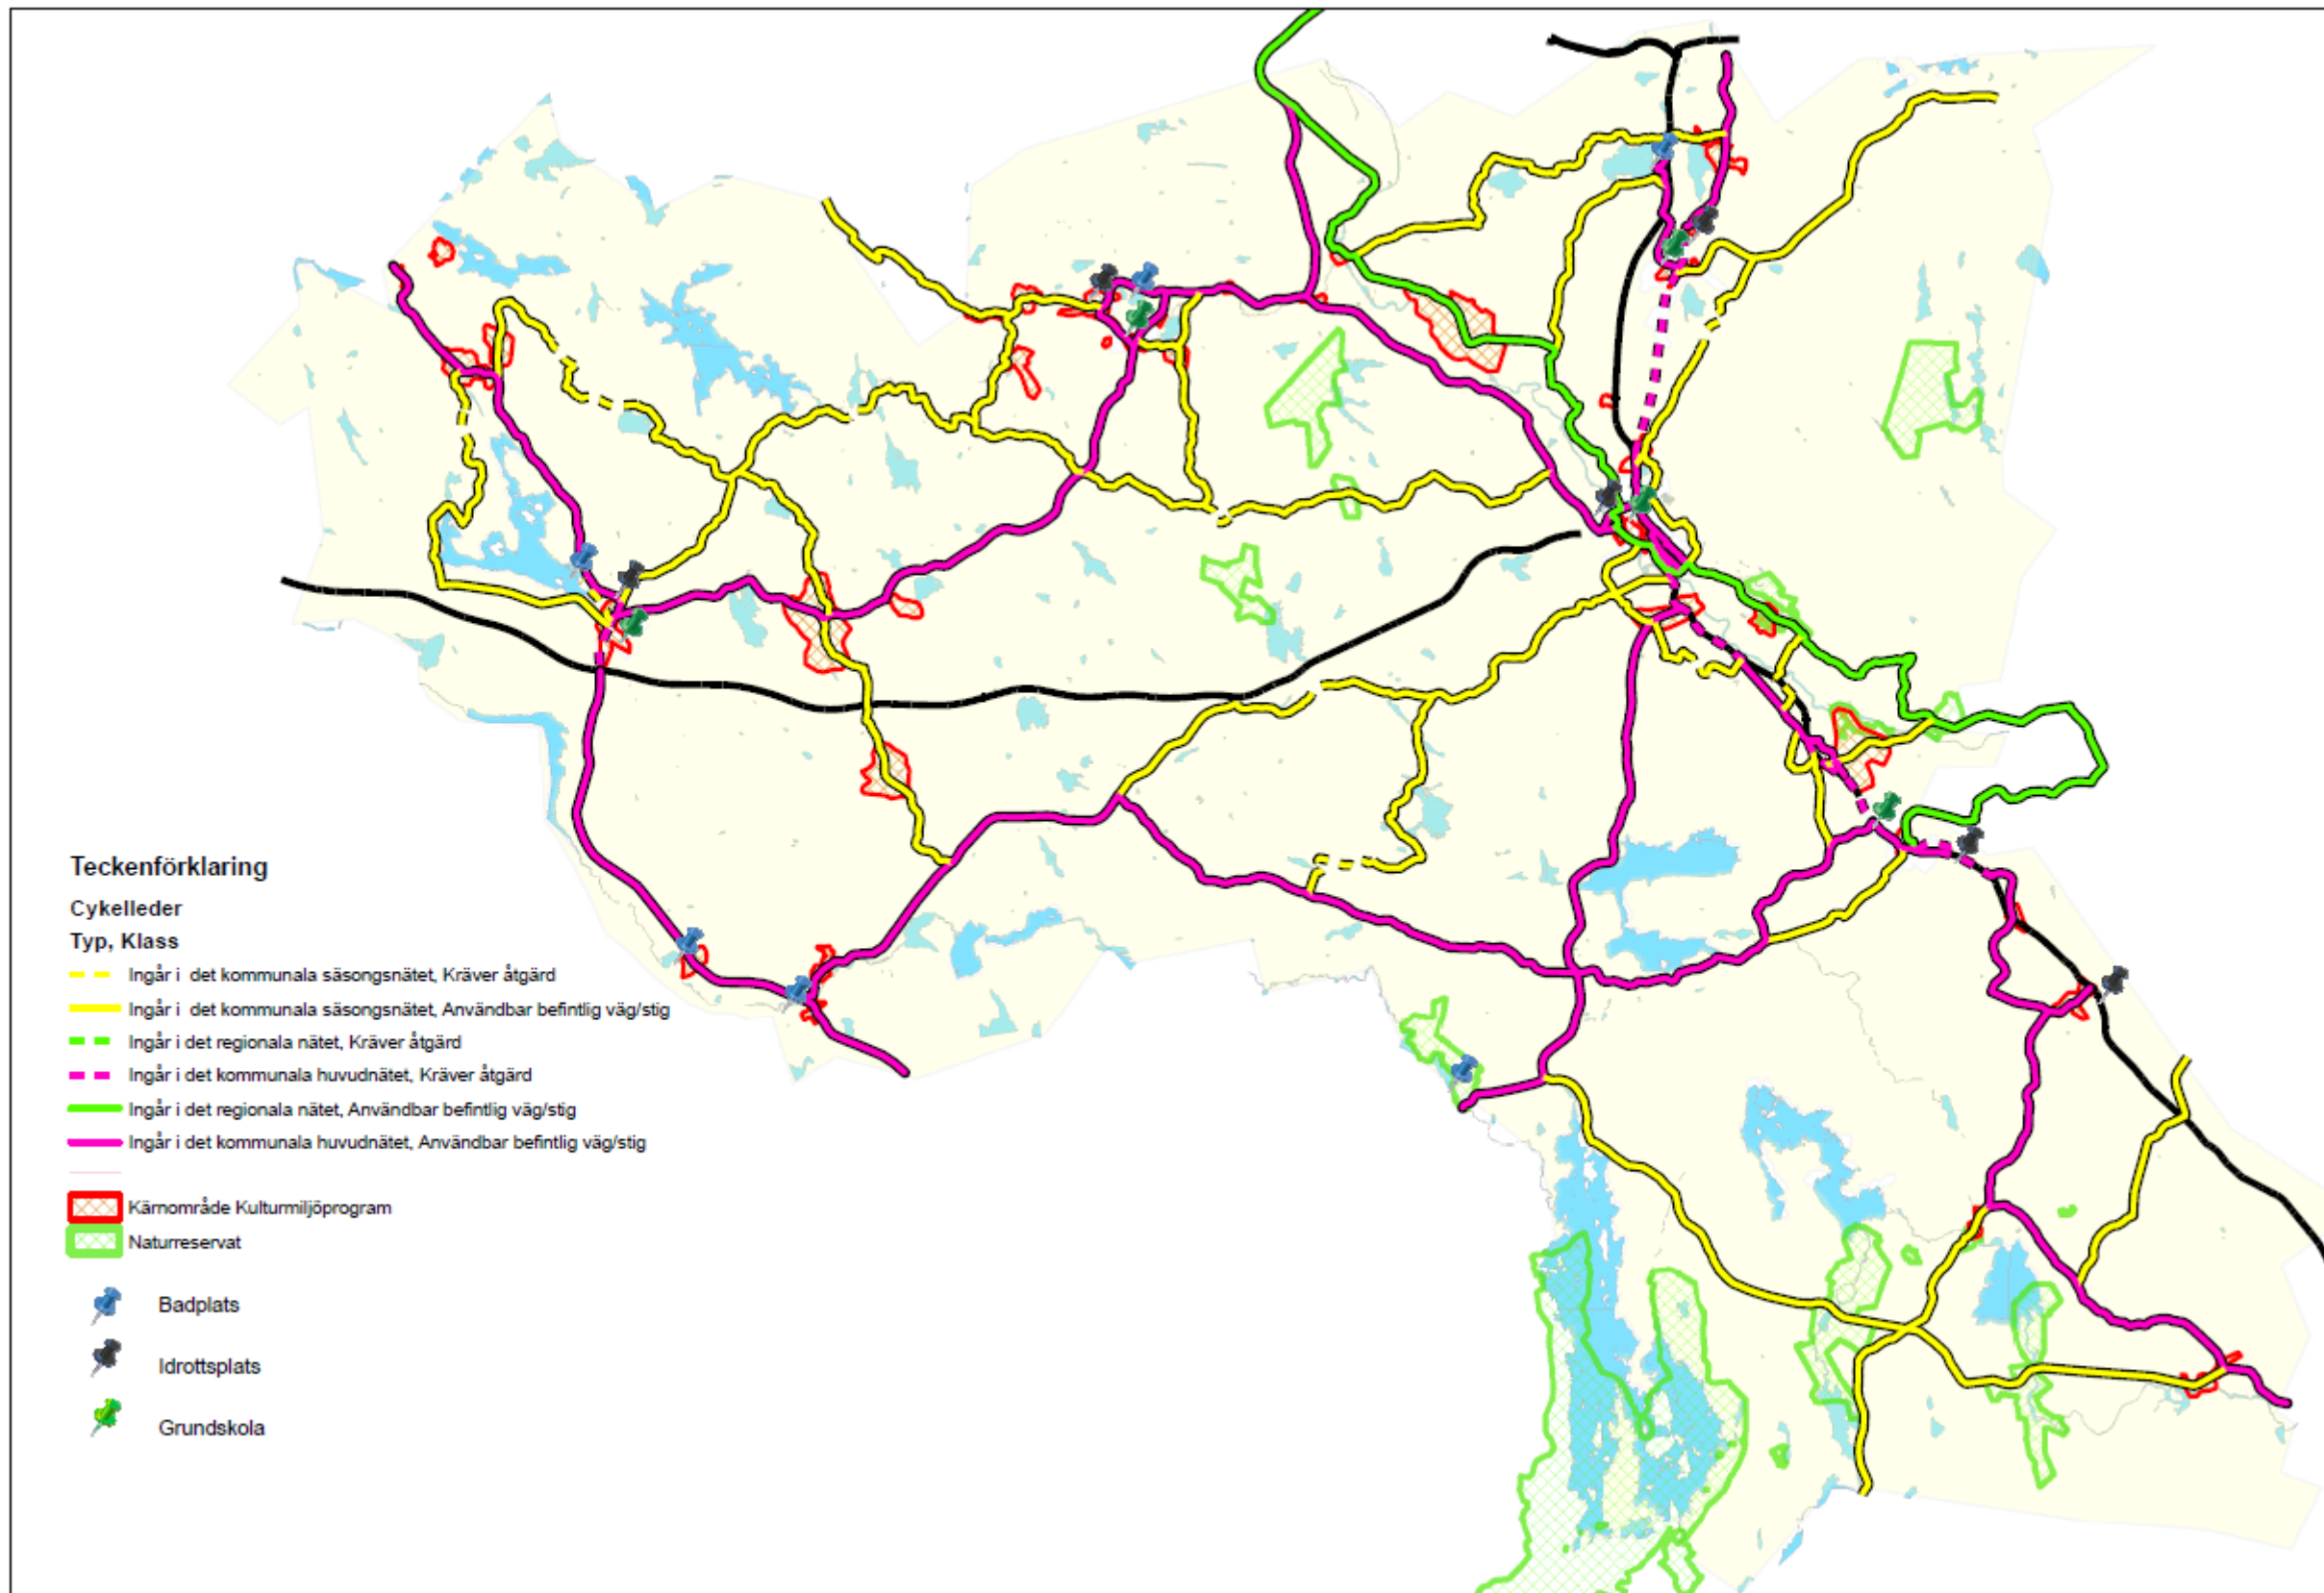 Teckenförklaring
Cykelleder
Typ, Klass
Ingår i det kommunala säsongsnätet, Kräver åtgärd
Ingår i det kommunala säsongsnätet, Användbar befintlig väg/stig
Ingår i det regionala nätet, Kräver åtgärd
Ingår i det kommunala huvudnätet, Kräver åtgärd
Ingår i det regionala nätet, Användbar befintlig väg/stig
Ingår i det kommunala huvudnätet, Användbar befintlig väg/stig
Kärnområde Kulturmiljöprogram
Naturreservat
Badplats
Idrottsplats
Grundskola